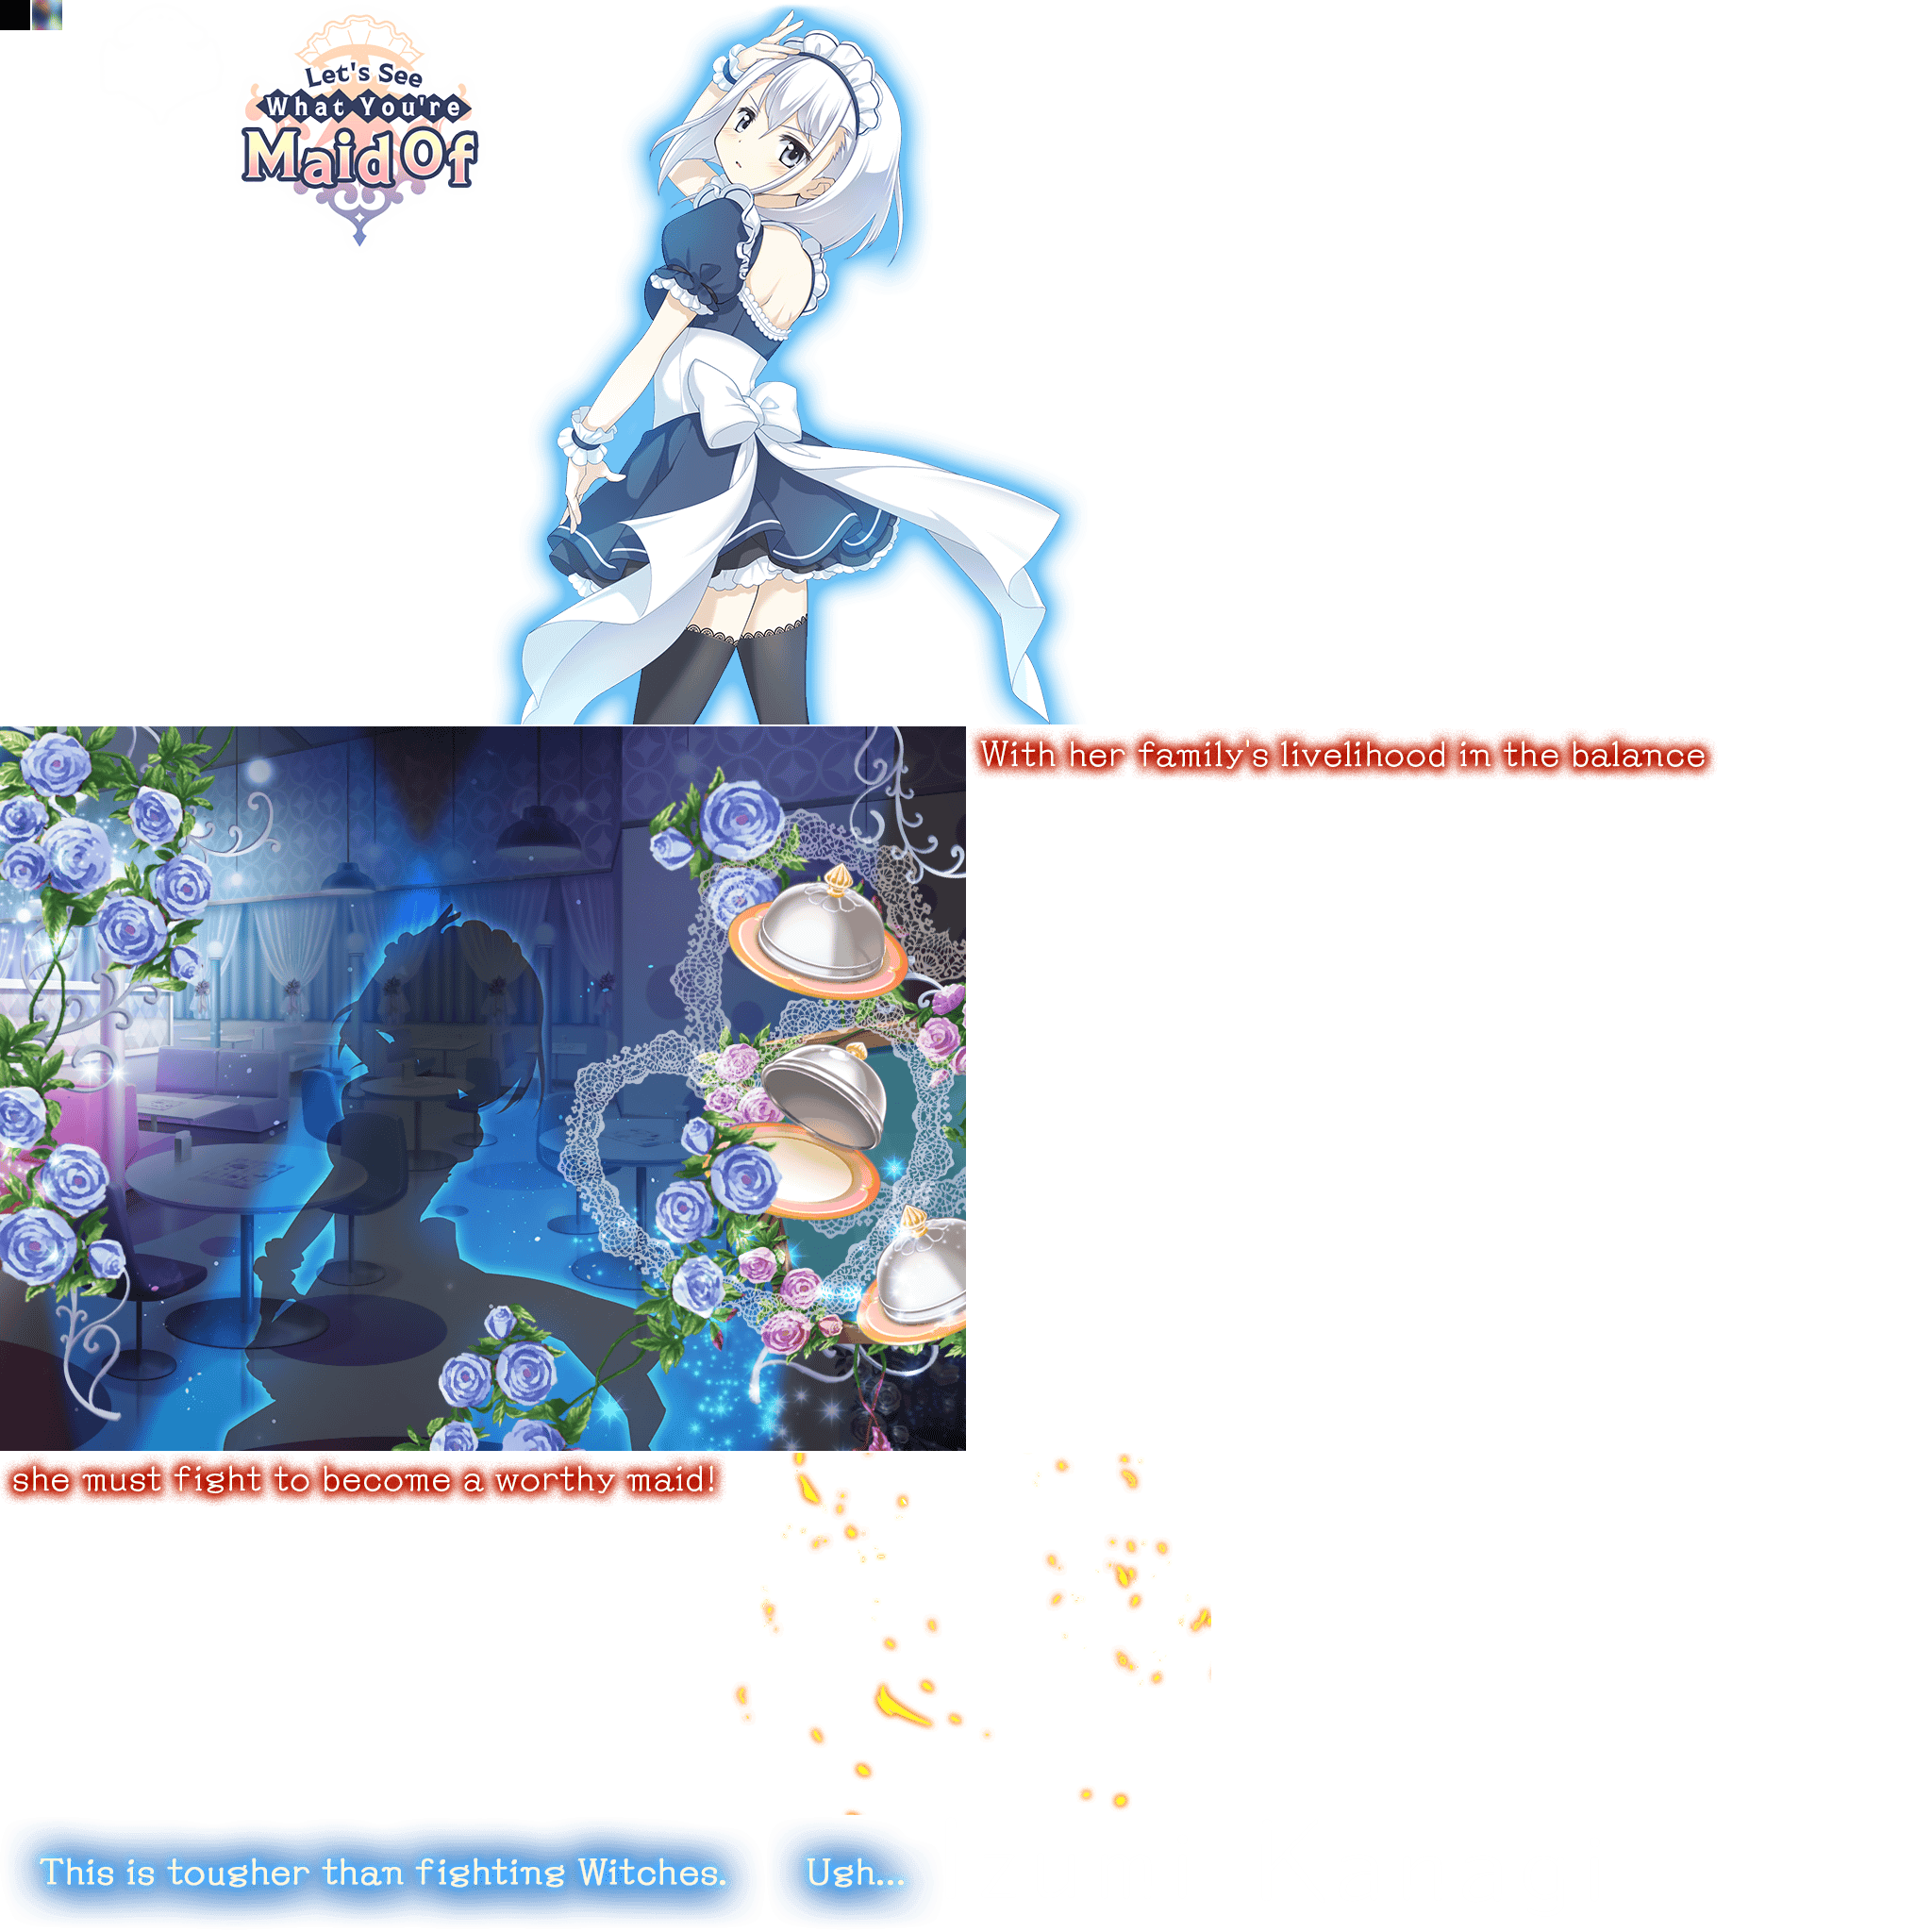 Let's See
What You're
Maid Of
With her family's livelihood in the balance
she must fight to become a worthy maid!
This is tougher than fighting Witches.
Ugh...